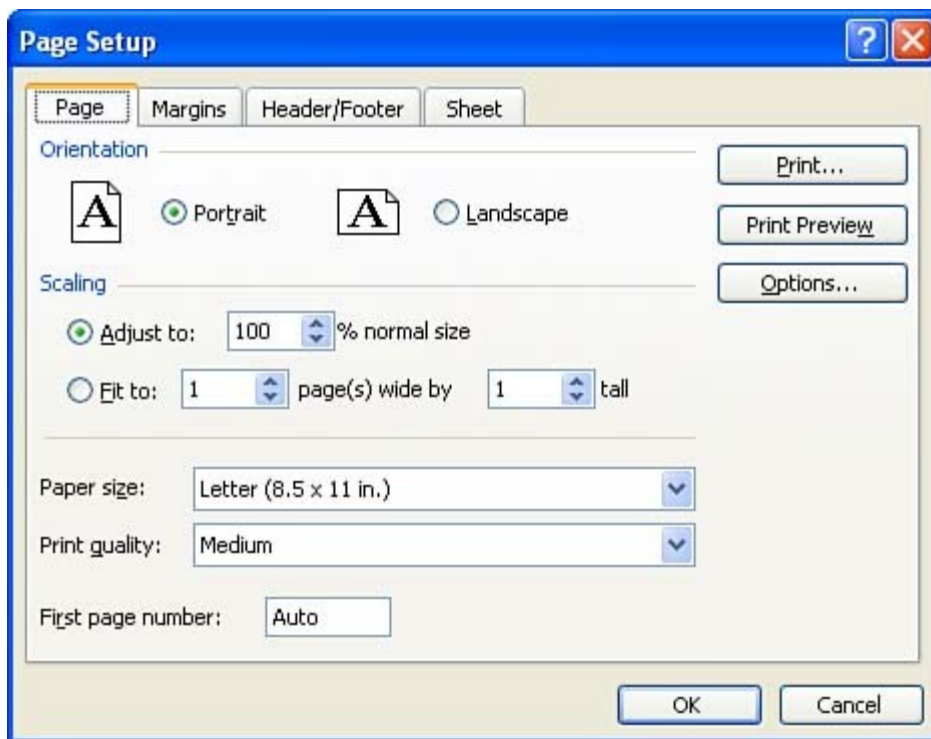 Page Setup
Page Margins Header/Footer Sheet
Orientation
Print...
A Portrait A Landscape
Print Preview
Scaling
Options...
Adjust to: 100 % normal size
Fit to: 1 page(s) wide by 1 tall
Paper size: Letter (8.5 x 11 in.)
Print quality: Medium
First page number: Auto
OK Cancel